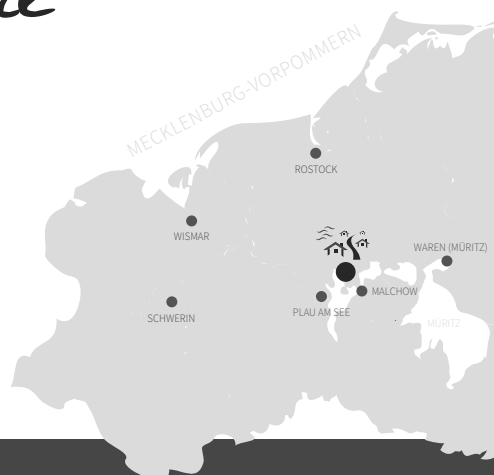 MECKLENBURG-VORPOMMERN
ROSTOCK
WISMAR
WAREN (MÜRITZ)
MALCHOW
PLAU AM SEE
SCHWERIN
MÜRITZ